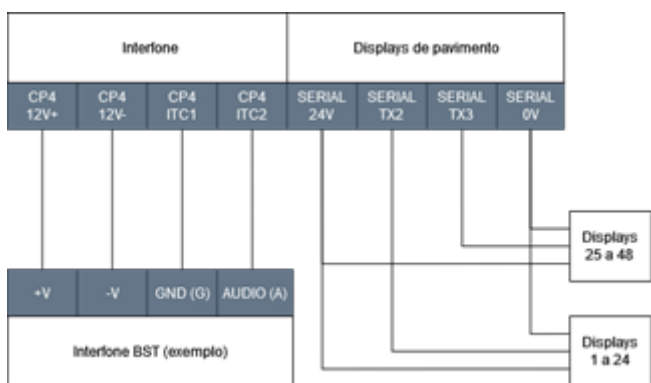 Interfone
Displays de pavimento
CP4
12V+
CP4
12V-
CP4
ITC1
CP4
ITC2
SERIAL
24V
SERIAL
TX2
SERIAL
TX3
SERIAL
0V
Displays
25 a 48
+V
-V
GND (G)
AUDIO (A)
Interfone BST (exemplo)
Displays
1 a 24